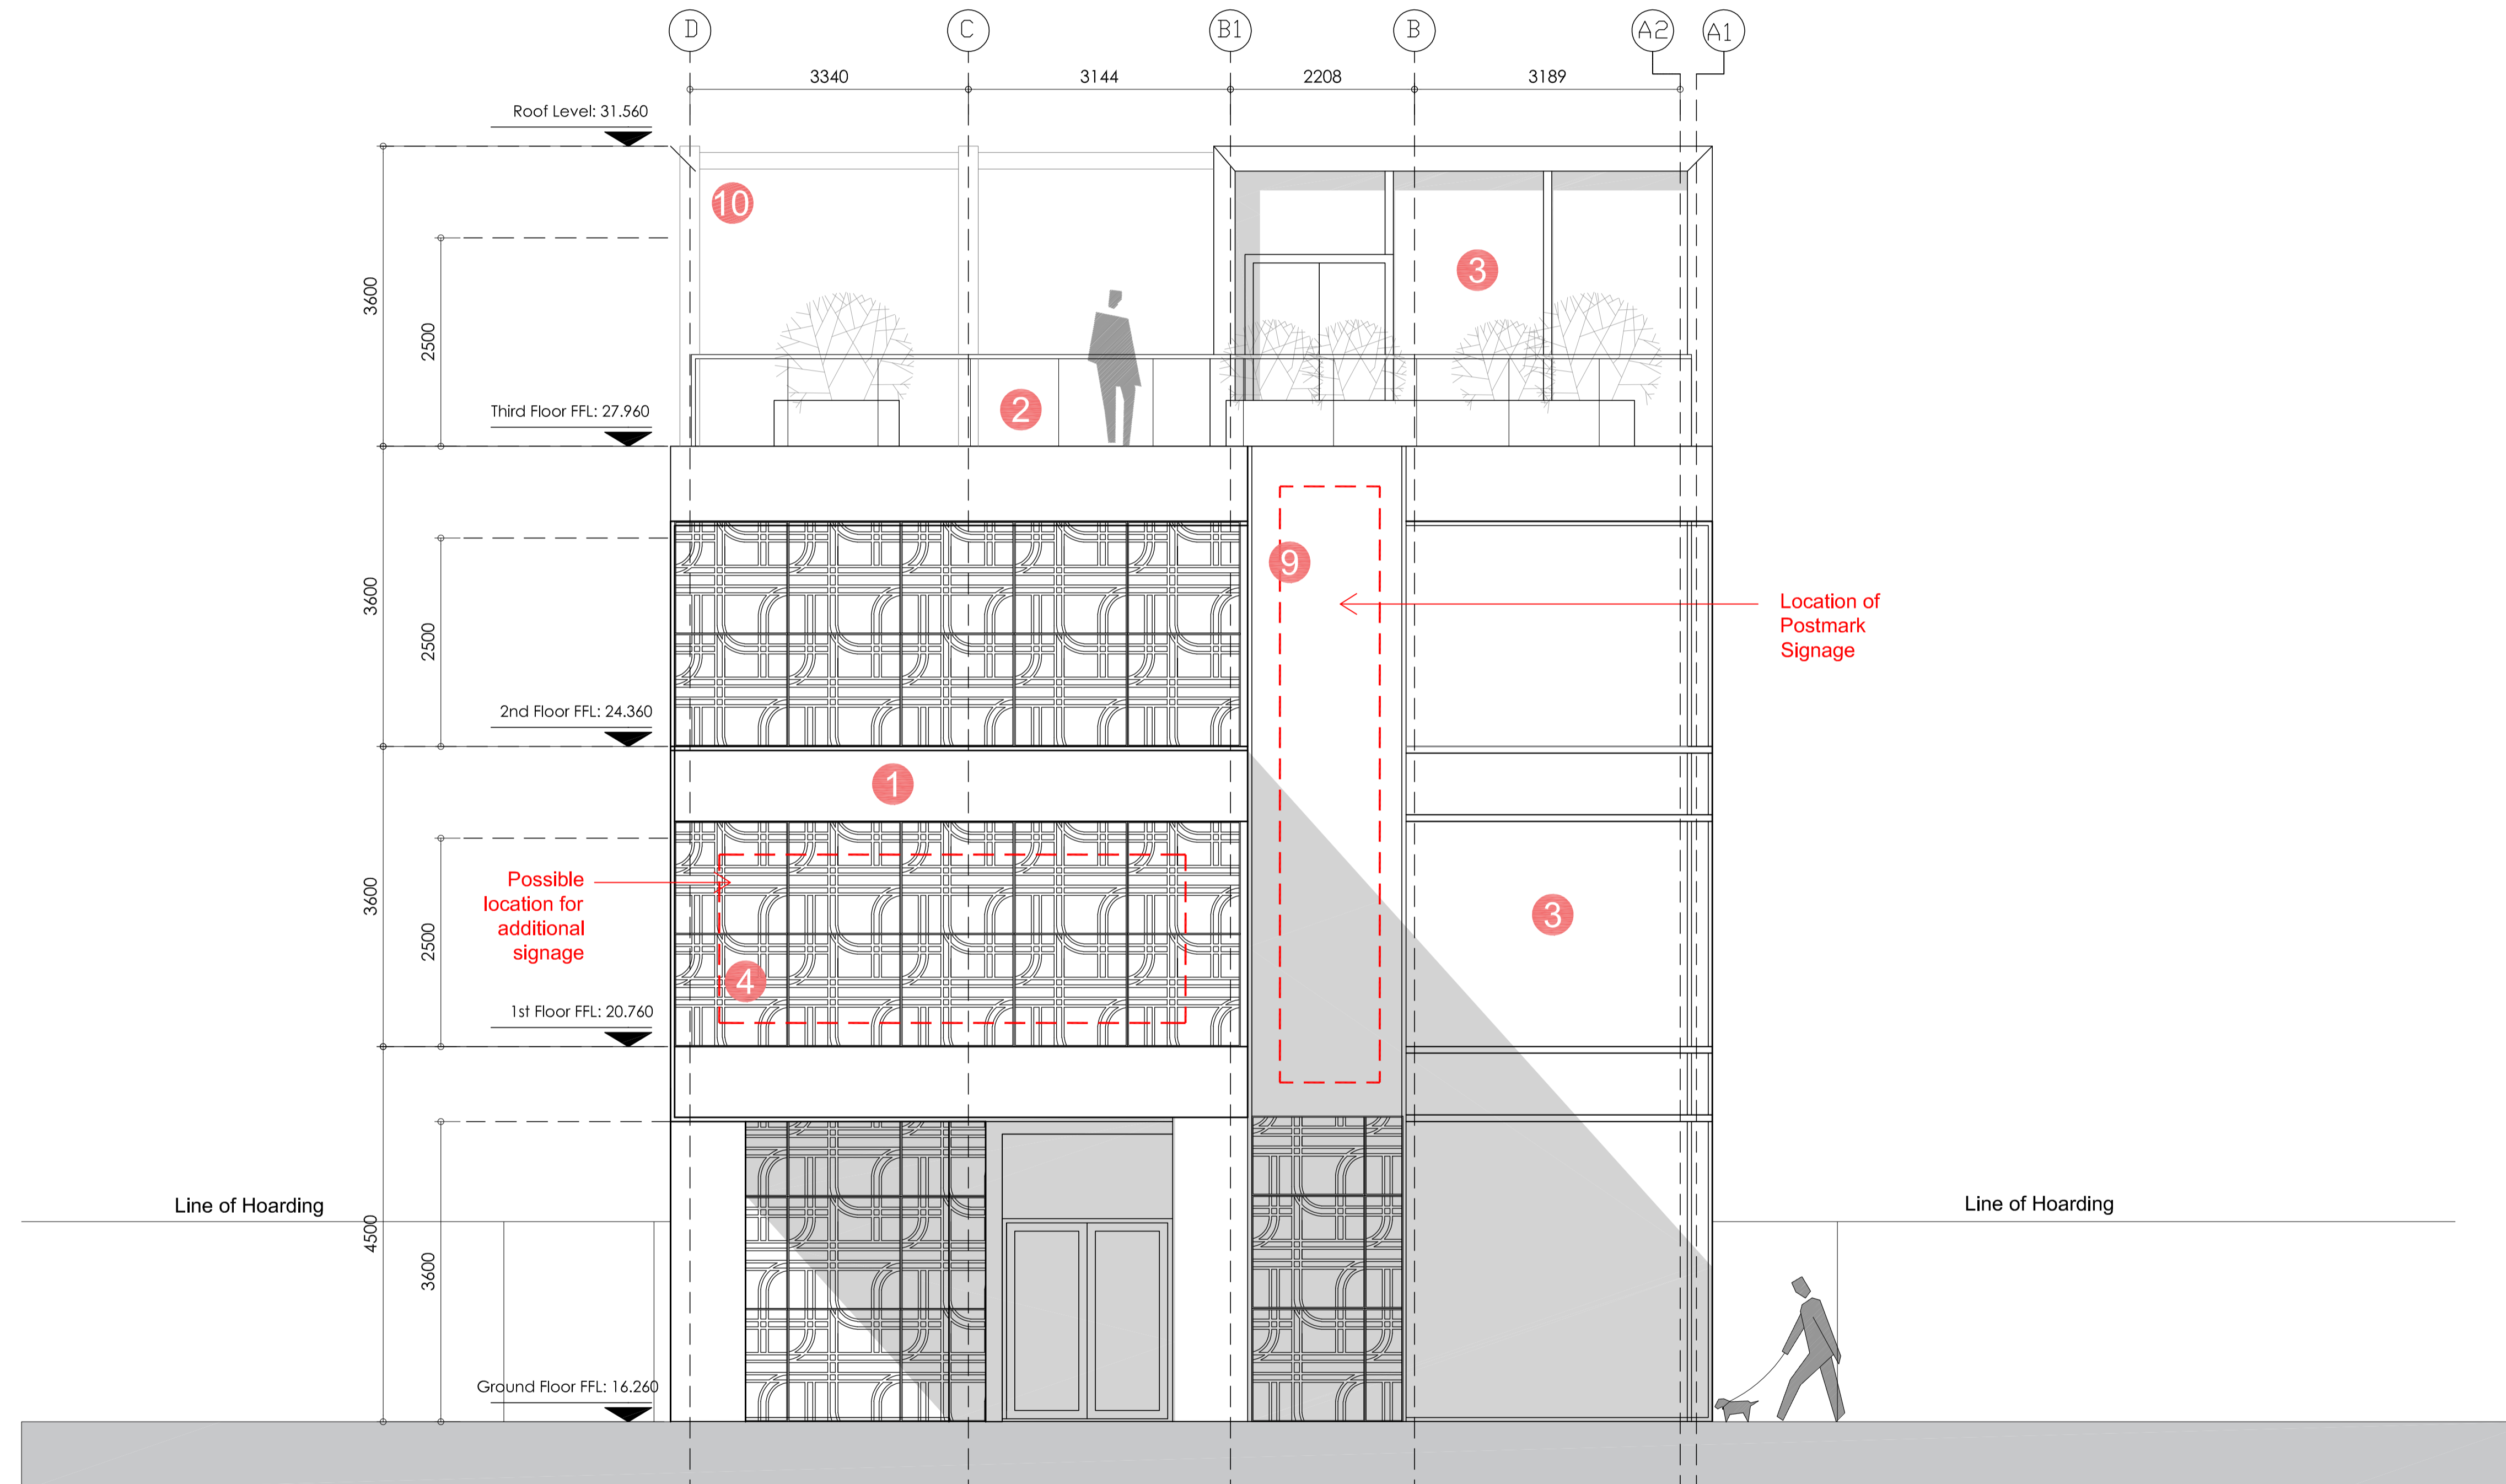 D
C
B1
B
A2
A1
3340
3144
2208
3189
Roof Level: 31.560
10
3
3600
2500
2
Third Floor FFL: 27.960
9
3600
2500
Location of
Postmark
Signage
2nd Floor FFL: 24.360
1
3600
2500
Possible
location for
additional
signage
3
4
1st Floor FFL: 20.760
Line of Hoarding
Line of Hoarding
4500
3600
Ground Floor FFL: 16.260